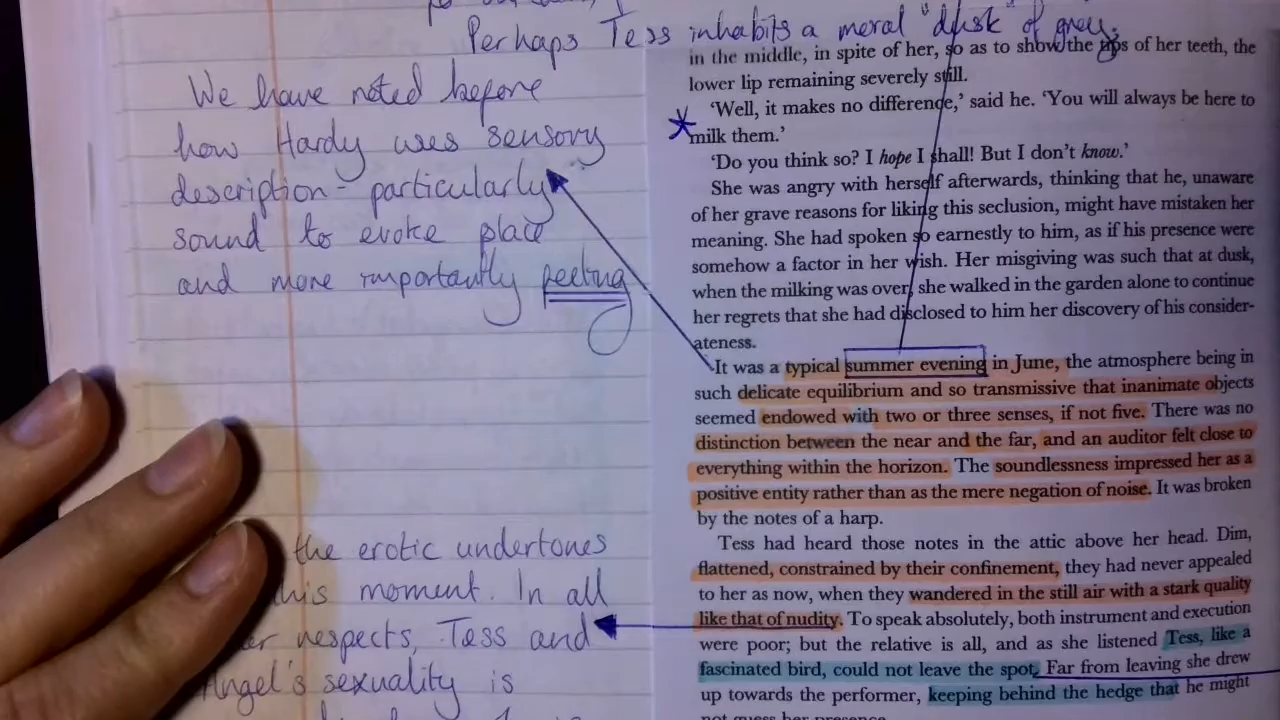 Perhaps Tess inhabits a moral "dusk" of grey.
We have noted before
how Hardy uses sensory
description - particularly
sound to evoke place
and more importantly feeling
the erotic undertones
this moment. In all
respects, Tess and
Angel's sexuality is
in the middle, in spite of her, so as to show the tips of her teeth, the
lower lip remaining severely still.
‘Well, it makes no difference,’ said he. ‘You will always be here to
milk them.’
‘Do you think so? I hope I shall! But I don’t know.’
She was angry with herself afterwards, thinking that he, unaware
of her grave reasons for liking this seclusion, might have mistaken her
meaning. She had spoken so earnestly to him, as if his presence were
somehow a factor in her wish. Her misgiving was such that at dusk,
when the milking was over, she walked in the garden alone to continue
her regrets that she had disclosed to him her discovery of his consider-
ateness.
It was a typical summer evening in June, the atmosphere being in
such delicate equilibrium and so transmissive that inanimate objects
seemed endowed with two or three senses, if not five. There was no
distinction between the near and the far, and an auditor felt close to
everything within the horizon. The soundlessness impressed her as a
positive entity rather than as the mere negation of noise. It was broken
by the notes of a harp.
Tess had heard those notes in the attic above her head. Dim,
flattened, constrained by their confinement, they had never appealed
to her as now, when they wandered in the still air with a stark quality
like that of nudity. To speak absolutely, both instrument and execution
were poor; but the relative is all, and as she listened Tess, like a
fascinated bird, could not leave the spot. Far from leaving she drew
up towards the performer, keeping behind the hedge that he might
not guess her presence.